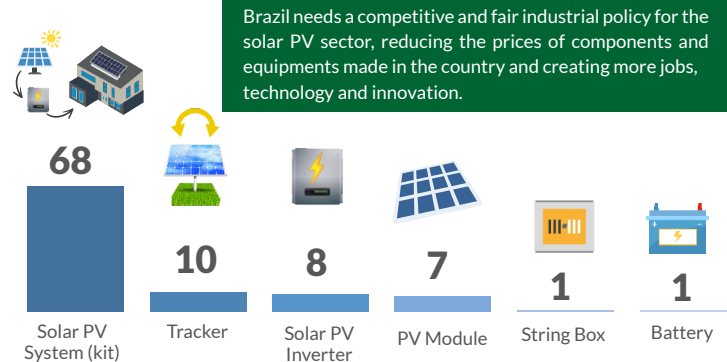 Brazil needs a competitive and fair industrial policy for the
solar PV sector, reducing the prices of components and
equipments made in the country and creating more jobs,
technology and innovation.
68
10
8
7
1
1
Solar PV
System (kit)
Tracker
Solar PV
Inverter
PV Module
String Box
Battery